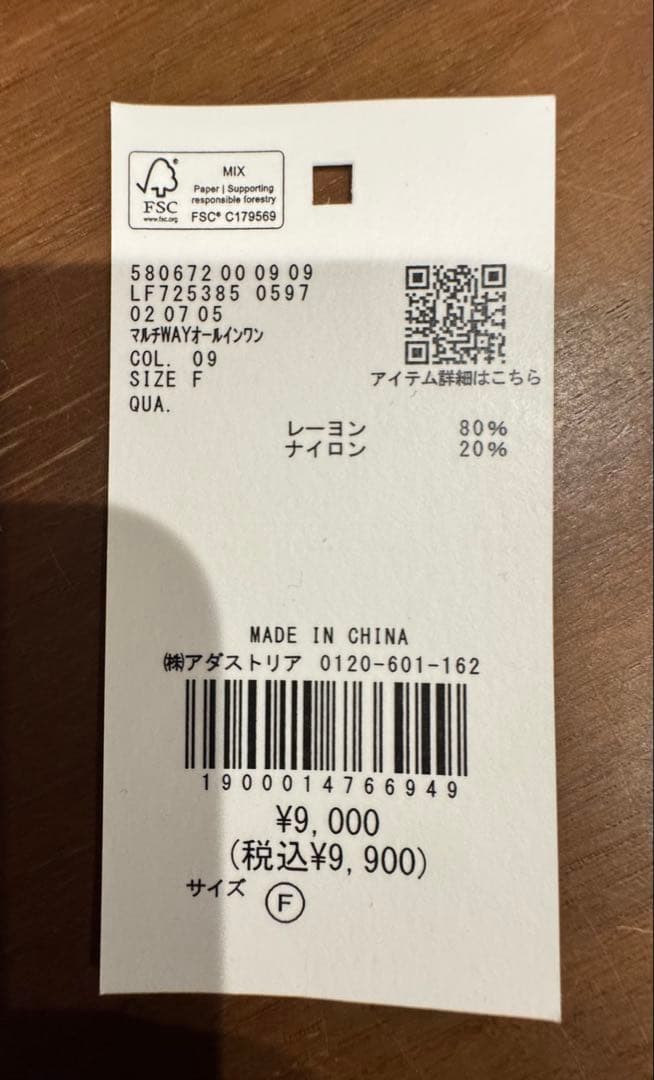 MIX
Paper | Supporting
responsible forestry
FSC® C179569
FSC
www.fsc.org
580672 00 09 09
LF725385 0597
02 07 05
マルチWAYオールインワン
COL. 09
SIZE F
QUA.
アイテム詳細はこちら
レーヨン 80%
ナイロン 20%
MADE IN CHINA
㈱アダストリア 0120-601-162
1900014766949
¥9,000
(税込¥9,900)
サイズ Ⓕ